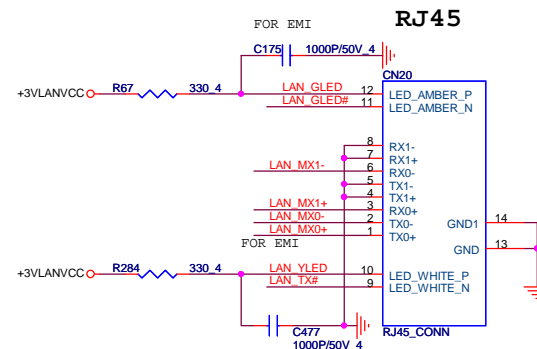 RJ45
FOR EMI
C175 1000P/50V_4
CN20
+3VLANVCC R67 330_4 LAN_GLED 12 LED_AMBER_P
LAN_GLED# 11 LED_AMBER_N
8 RX1-
7 RX1+
LAN_MX1- 6 RX0-
5 TX1-
4 TX1+
LAN_MX1+ 3 RX0+
LAN_MX0- 2 TX0- GND1 14
LAN_MX0+ 1 TX0+
FOR EMI GND 13
+3VLANVCC R284 330_4 LAN_YLED 10 LED_WHITE_P
LAN_TX# 9 LED_WHITE_N
C477 RJ45_CONN
1000P/50V_4